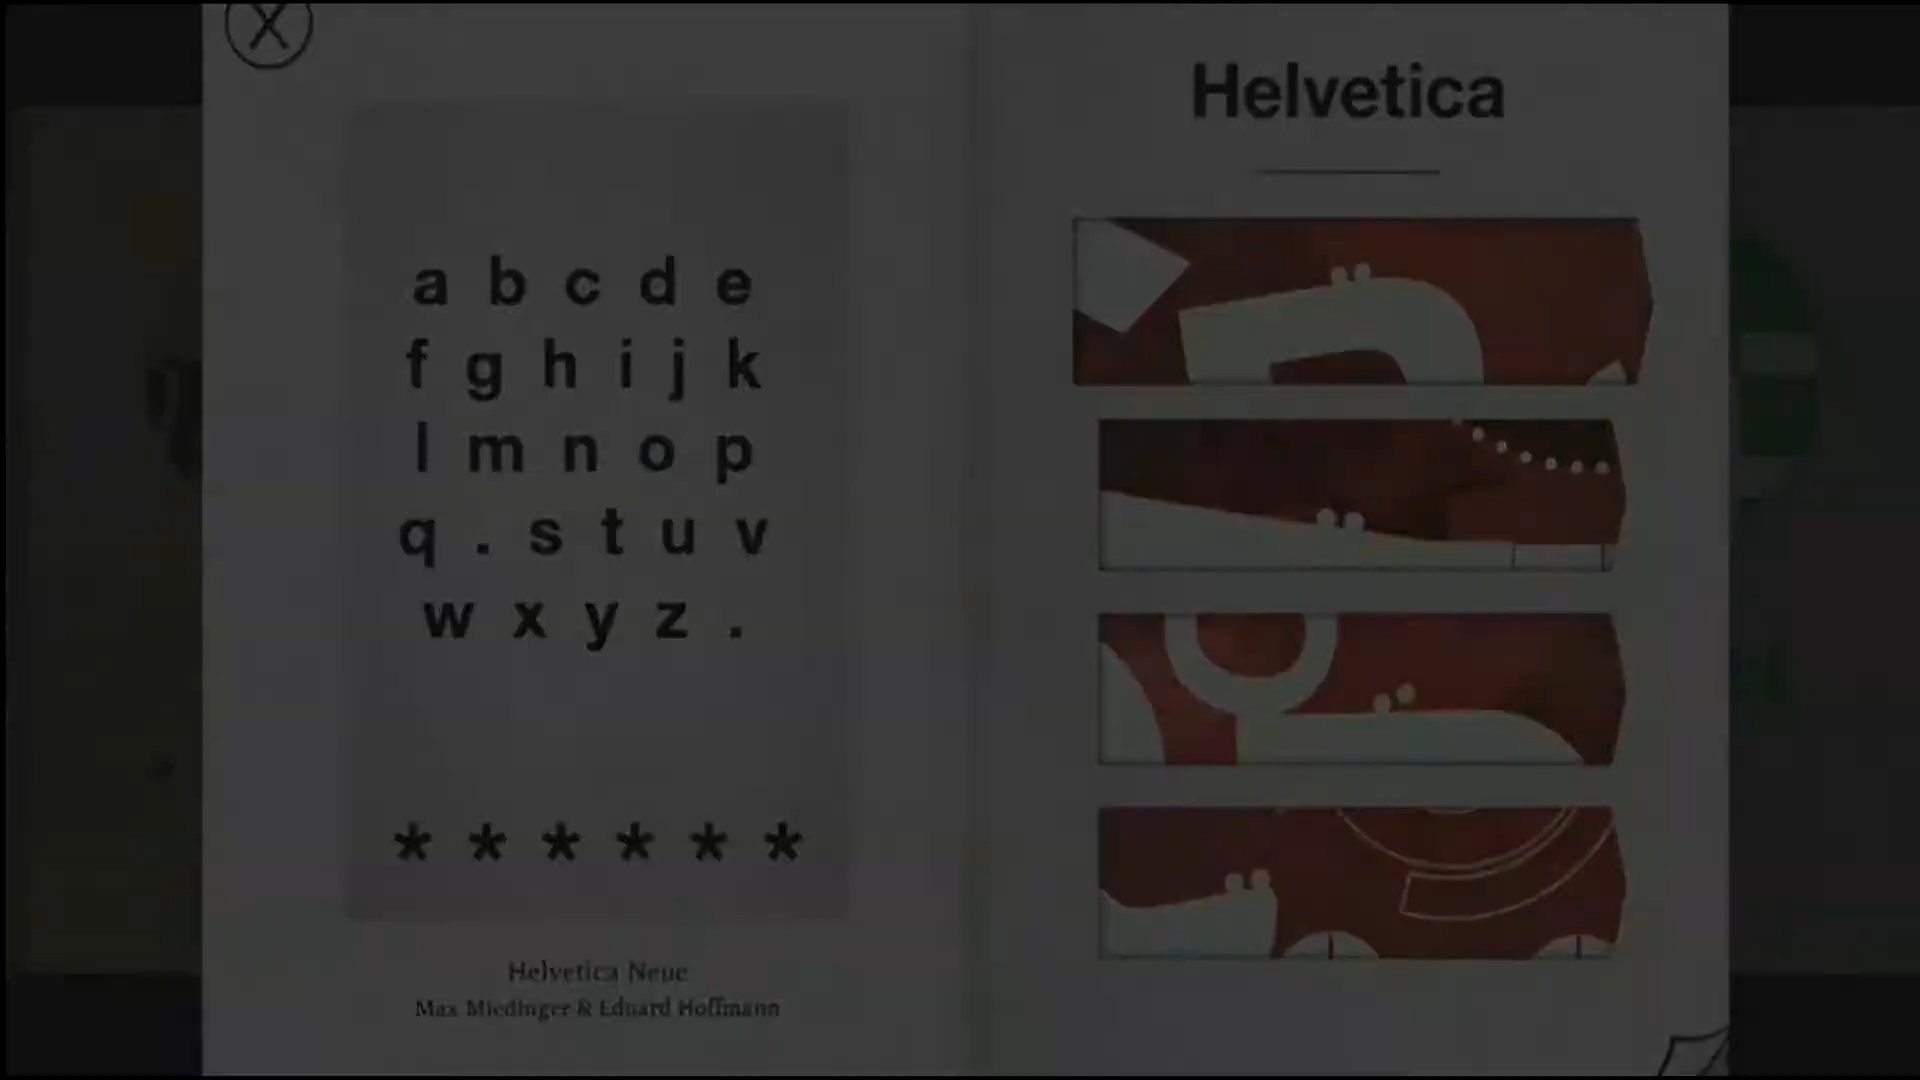 a b c d e
f g h i j k
l m n o p
q . s t u v
w x y z .
* * * * * *
Helvetica Neue
Max Miedinger & Eduard Hoffmann
Helvetica